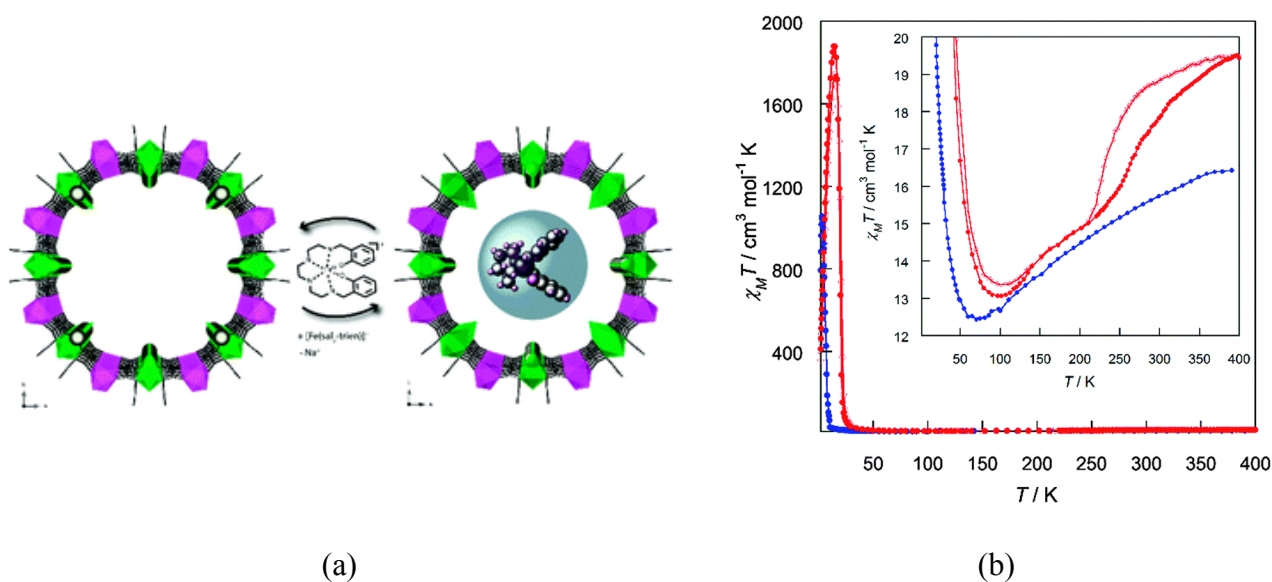 + [Fe(sal2-trien)]+
- Na+
(a)
2000
1600
1200
800
400
χMT / cm3 mol-1 K
50 100 150 200 250 300 350 400
T / K
20
19
18
17
16
15
14
13
12
χMT / cm3 mol-1 K
50 100 150 200 250 300 350 400
T / K
(b)